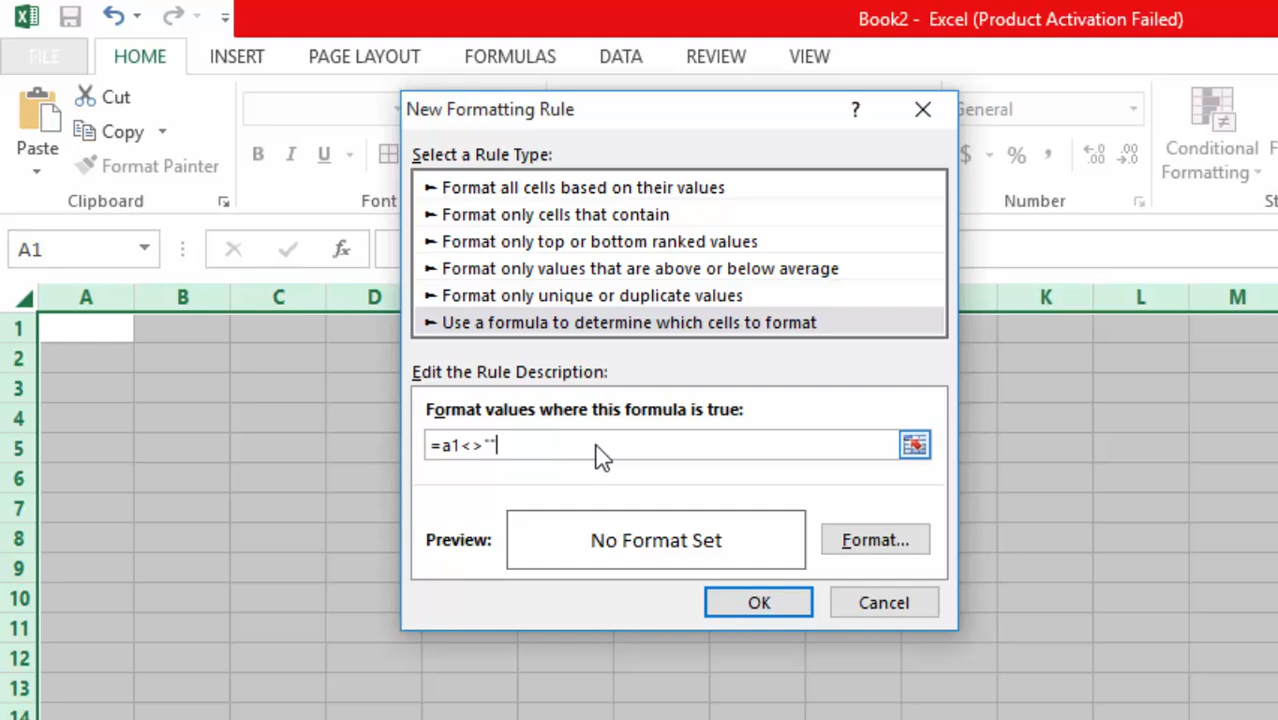 Book2 - Excel (Product Activation Failed)
FILE HOME INSERT PAGE LAYOUT FORMULAS DATA REVIEW VIEW
Paste
Cut
Copy
Format Painter
Clipboard
B I U
Font
General
$ % ,
Number
Conditional
Formatting
A1
fx
A B C D K L M
1
2
3
4
5
6
7
8
9
10
11
12
13
14
New Formatting Rule ?
Select a Rule Type:
► Format all cells based on their values
► Format only cells that contain
► Format only top or bottom ranked values
► Format only values that are above or below average
► Format only unique or duplicate values
► Use a formula to determine which cells to format
Edit the Rule Description:
Format values where this formula is true:
=a1<>""
Preview: No Format Set Format...
OK Cancel